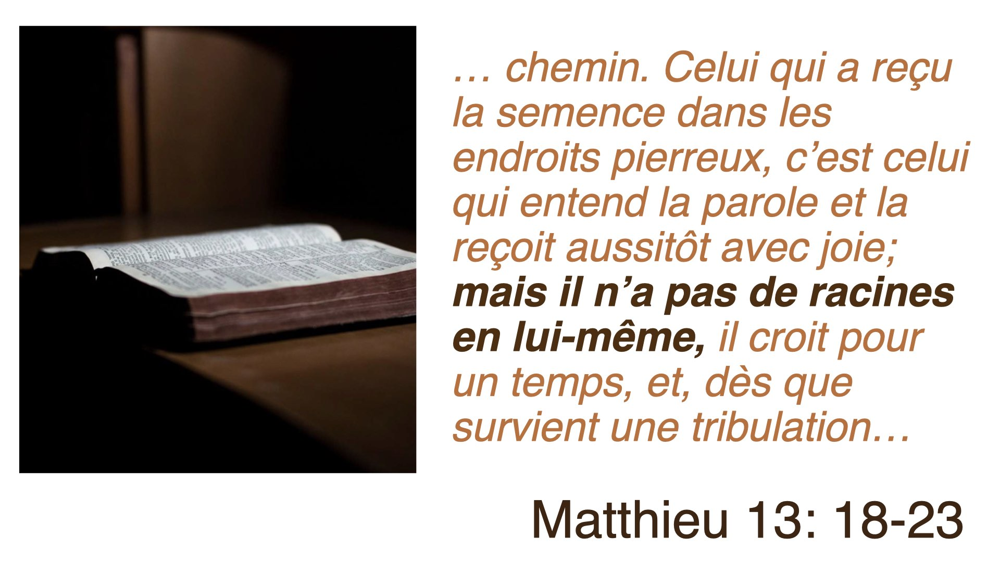 … chemin. Celui qui a reçu
la semence dans les
endroits pierreux, c’est celui
qui entend la parole et la
reçoit aussitôt avec joie;
mais il n’a pas de racines
en lui-même, il croit pour
un temps, et, dès que
survient une tribulation…
Matthieu 13: 18-23